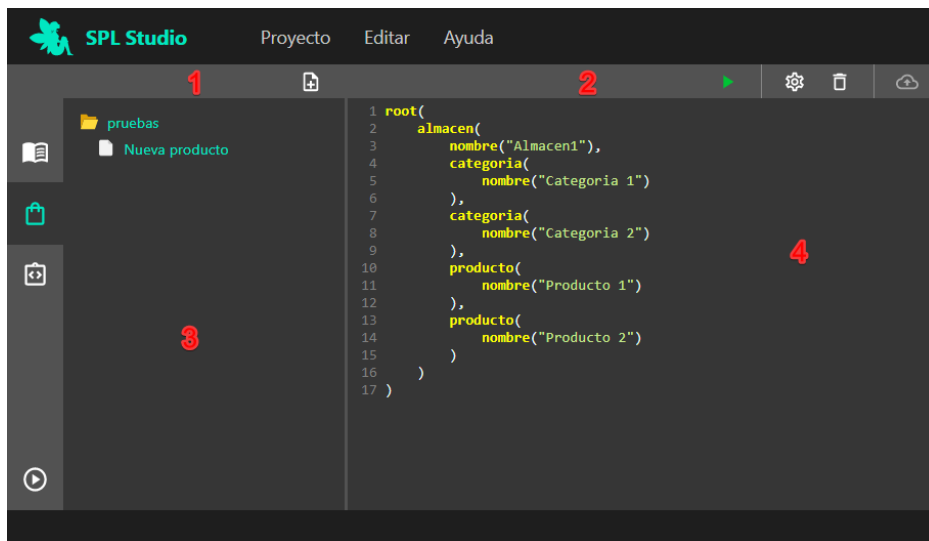 SPL Studio Proyecto Editar Ayuda
1 2
pruebas
Nueva producto
3
1 root(
2     almacen(
3         nombre("Almacen1"),
4         categoria(
5             nombre("Categoria 1")
6         ),
7         categoria(
8             nombre("Categoria 2")
9         ),
10         producto(
11             nombre("Producto 1")
12         ),
13         producto(
14             nombre("Producto 2")
15         )
16     )
17 )
4